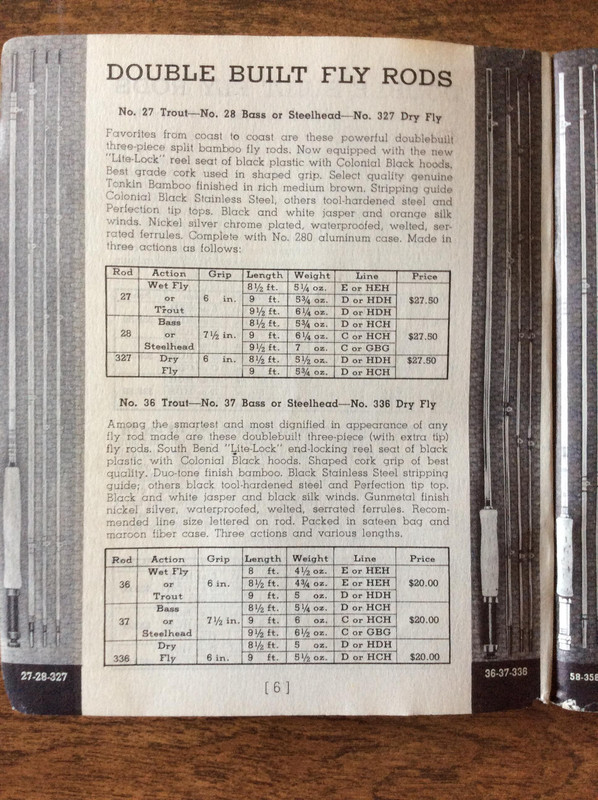 DOUBLE BUILT FLY RODS
No. 27 Trout—No. 28 Bass or Steelhead—No. 327 Dry Fly
Favorites from coast to coast are these powerful doublebuilt
three-piece split bamboo fly rods. Now equipped with the new
"Lite-Lock" reel seat of black plastic with Colonial Black hoods.
Best grade cork used in shaped grip. Select quality genuine
Tonkin Bamboo finished in rich medium brown. Stripping guide
Colonial Black Stainless Steel, others tool-hardened steel and
Perfection tip tops. Black and white jasper and orange silk
winds. Nickel silver chrome plated, waterproofed, welted, ser-
rated ferrules. Complete with No. 280 aluminum case. Made in
three actions as follows:
Rod Action Grip Length Weight Line Price
Wet Fly 8½ ft. 5¼ oz. E or HEH
27 or 6 in. 9 ft. 5¾ oz. D or HDH $27.50
Trout 9½ ft. 6¼ oz. D or HDH
Bass 8½ ft. 5¾ oz. D or HCH
28 or 7½ in. 9 ft. 6¼ oz. C or HCH $27.50
Steelhead 9½ ft. 7 oz. C or GBG
327 Dry 6 in. 8½ ft. 5½ oz. D or HDH $27.50
Fly 9 ft. 5¾ oz. D or HCH
No. 36 Trout—No. 37 Bass or Steelhead—No. 336 Dry Fly
Among the smartest and most dignified in appearance of any
fly rod made are these doublebuilt three-piece (with extra tip)
fly rods. South Bend "Lite-Lock" end-locking reel seat of black
plastic with Colonial Black hoods. Shaped cork grip of best
quality. Duo-tone finish bamboo. Black Stainless Steel stripping
guide; others black tool-hardened steel and Perfection tip top.
Black and white jasper and black silk winds. Gunmetal finish
nickel silver, waterproofed, welted, serrated ferrules. Recom-
mended line size lettered on rod. Packed in sateen bag and
maroon fiber case. Three actions and various lengths.
Rod Action Grip Length Weight Line Price
Wet Fly 8 ft. 4½ oz. E or HEH
36 or 6 in. 8½ ft. 4¾ oz. E or HEH $20.00
Trout 9 ft. 5 oz. D or HDH
Bass 8½ ft. 5¼ oz. D or HCH
37 or 7½ in. 9 ft. 6 oz. C or HCH $20.00
Steelhead 9½ ft. 6½ oz. C or GBG
Dry 8½ ft. 5 oz. D or HDH
336 Fly 6 in. 9 ft. 5½ oz. D or HCH $20.00
27-28-327
36-37-336
58-358
[ 6 ]